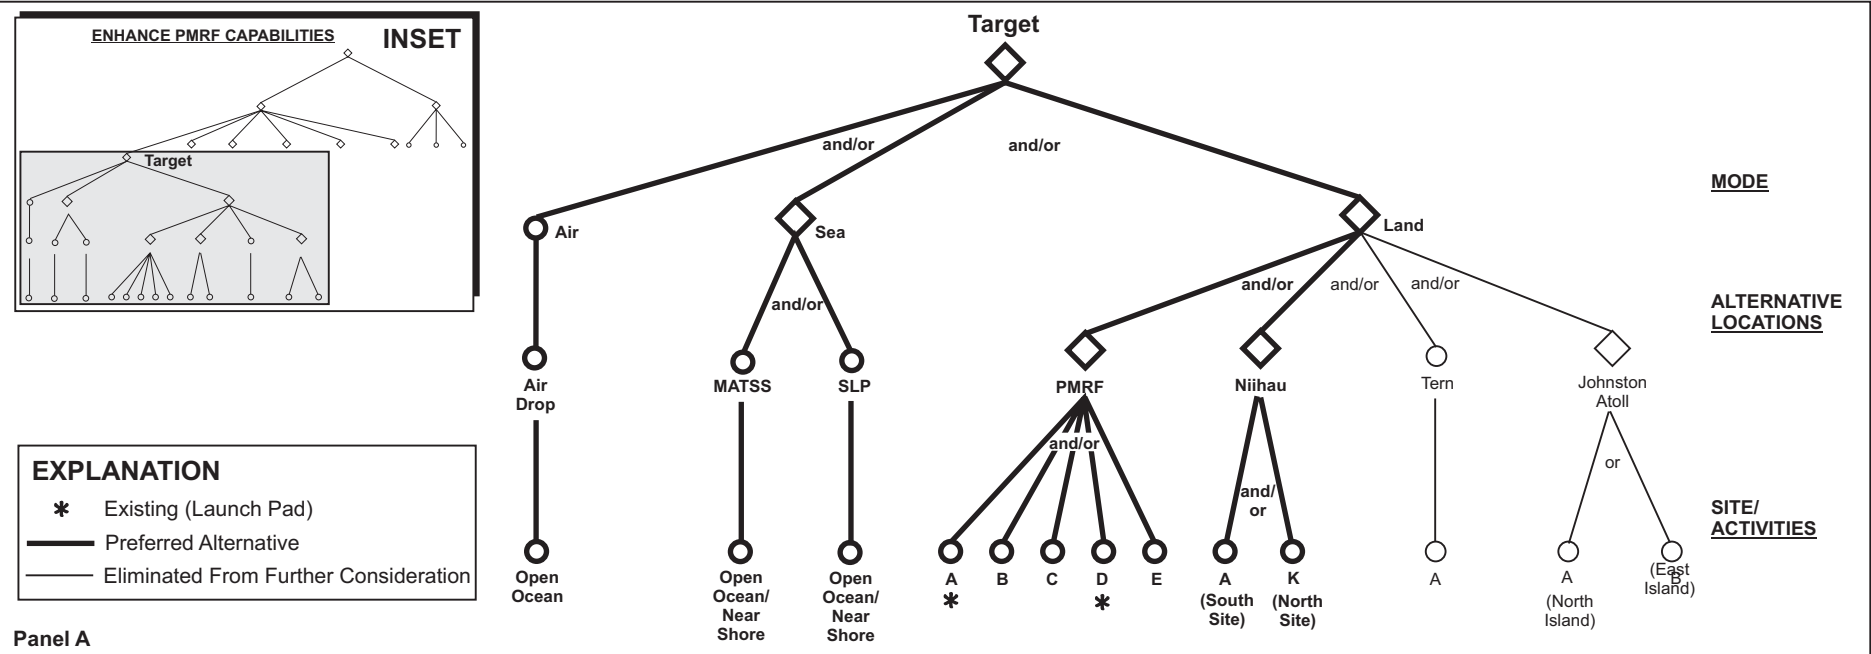 ENHANCE PMRF CAPABILITIES
INSET
Target
Target
and/or
and/or
MODE
Air
Sea
Land
and/or
and/or
and/or
and/or
ALTERNATIVE
LOCATIONS
Air
Drop
MATSS
SLP
PMRF
Niihau
Tern
Johnston
Atoll
and/or
and/
or
or
SITE/
ACTIVITIES
Open
Ocean
Open
Ocean/
Near
Shore
Open
Ocean/
Near
Shore
A
*
B
C
D
*
E
A
(South
Site)
K
(North
Site)
A
A
(North
Island)
B
(East
Island)
EXPLANATION
* Existing (Launch Pad)
Preferred Alternative
Eliminated From Further Consideration
Panel A